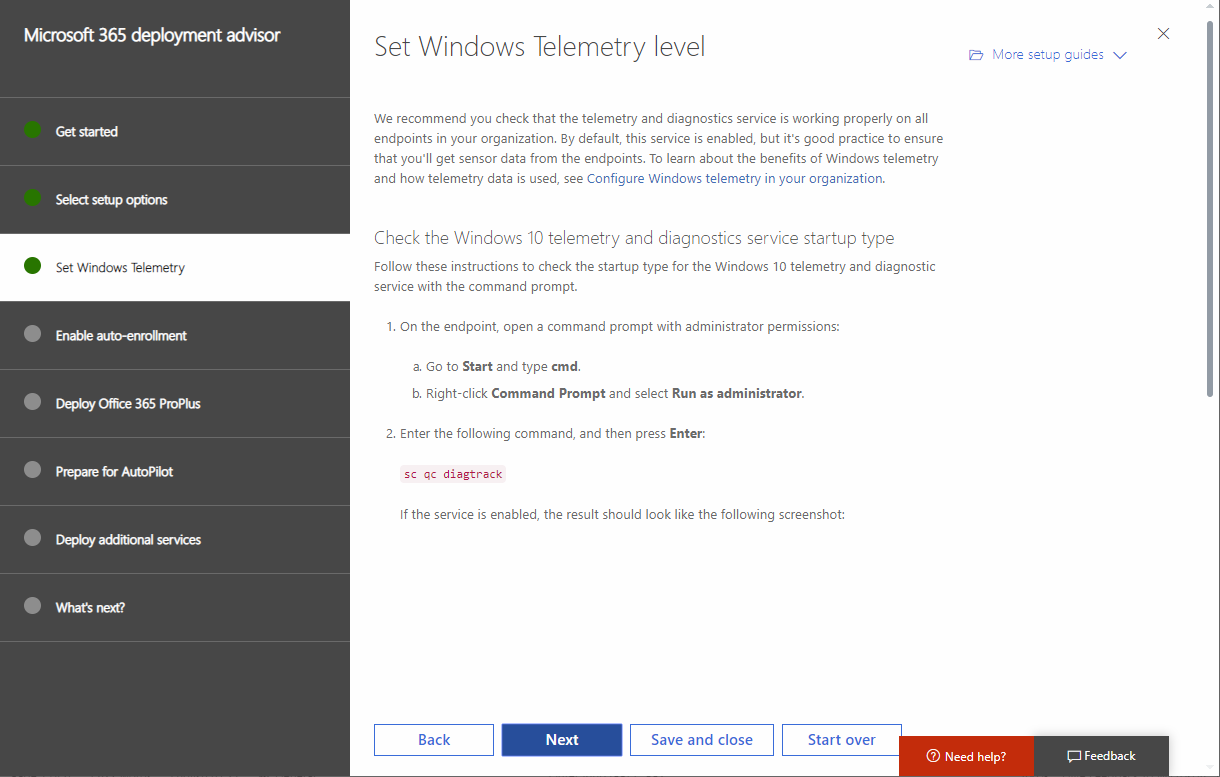 Microsoft 365 deployment advisor
Get started
Select setup options
Set Windows Telemetry
Enable auto-enrollment
Deploy Office 365 ProPlus
Prepare for AutoPilot
Deploy additional services
What's next?
Set Windows Telemetry level
More setup guides
We recommend you check that the telemetry and diagnostics service is working properly on all
endpoints in your organization. By default, this service is enabled, but it's good practice to ensure
that you'll get sensor data from the endpoints. To learn about the benefits of Windows telemetry
and how telemetry data is used, see Configure Windows telemetry in your organization.
Check the Windows 10 telemetry and diagnostics service startup type
Follow these instructions to check the startup type for the Windows 10 telemetry and diagnostic
service with the command prompt.
1. On the endpoint, open a command prompt with administrator permissions:
a. Go to Start and type cmd.
b. Right-click Command Prompt and select Run as administrator.
2. Enter the following command, and then press Enter:
sc qc diagtrack
If the service is enabled, the result should look like the following screenshot:
Back
Next
Save and close
Start over
Need help?
Feedback